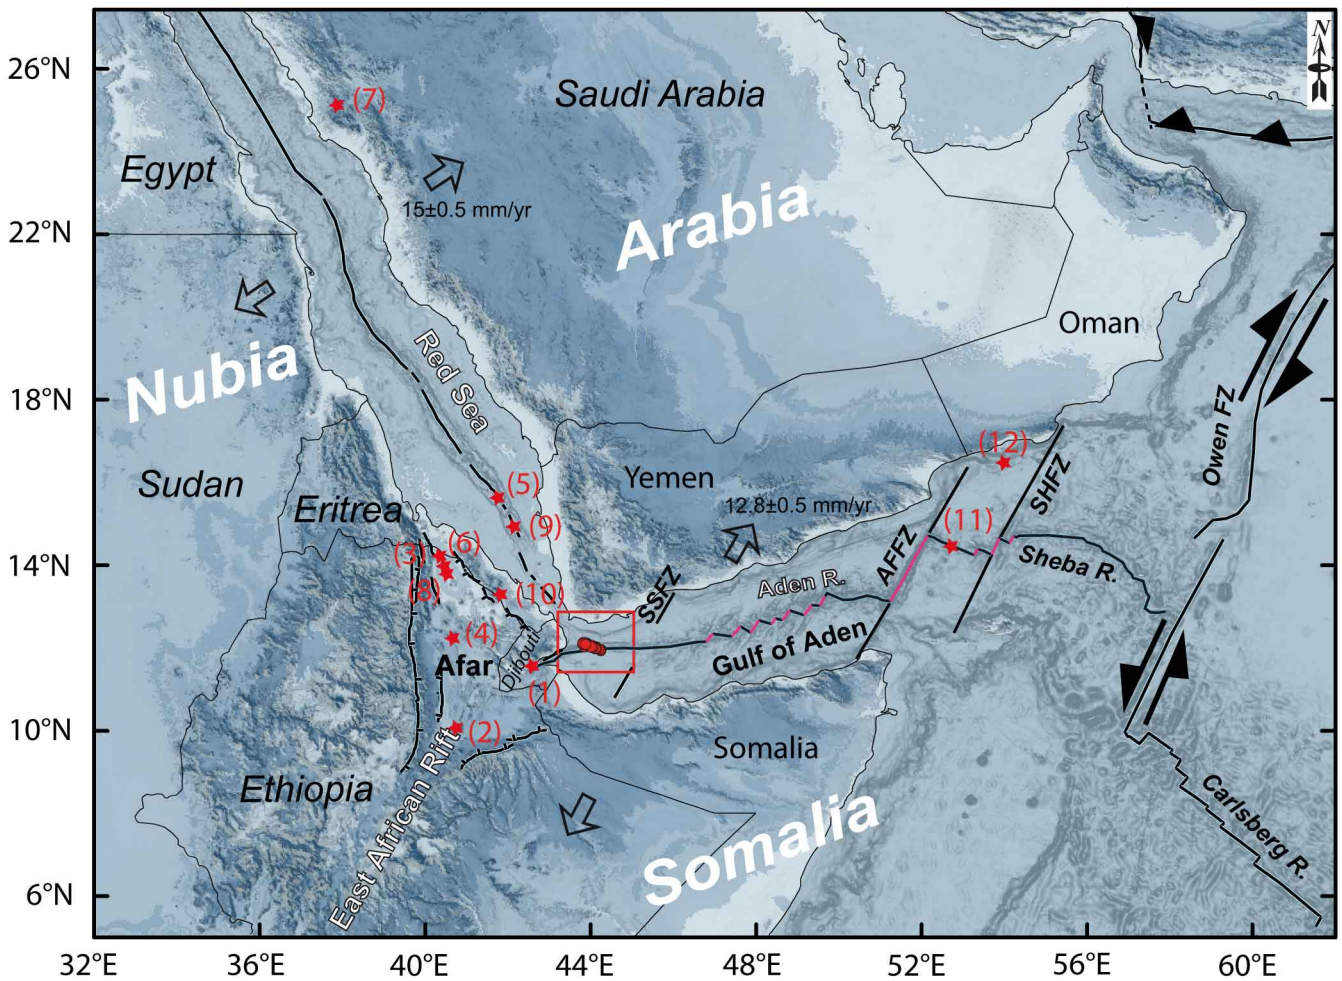 N
26°N
(7)
Saudi Arabia
Egypt
15±0.5 mm/yr
Arabia
22°N
Oman
Nubia
Red Sea
18°N
Owen FZ
(12)
Sudan
(5)
Yemen
SHFZ
Eritrea
12.8±0.5 mm/yr
(9)
(11)
(3)
(6)
14°N
AFFZ
Sheba R.
(8)
(10)
SSFZ
Aden R.
(4)
Afar
Djibouti
Gulf of Aden
(1)
10°N
(2)
Somalia
Ethiopia
East African Rift
Somalia
Carlsberg R.
6°N
32°E
36°E
40°E
44°E
48°E
52°E
56°E
60°E